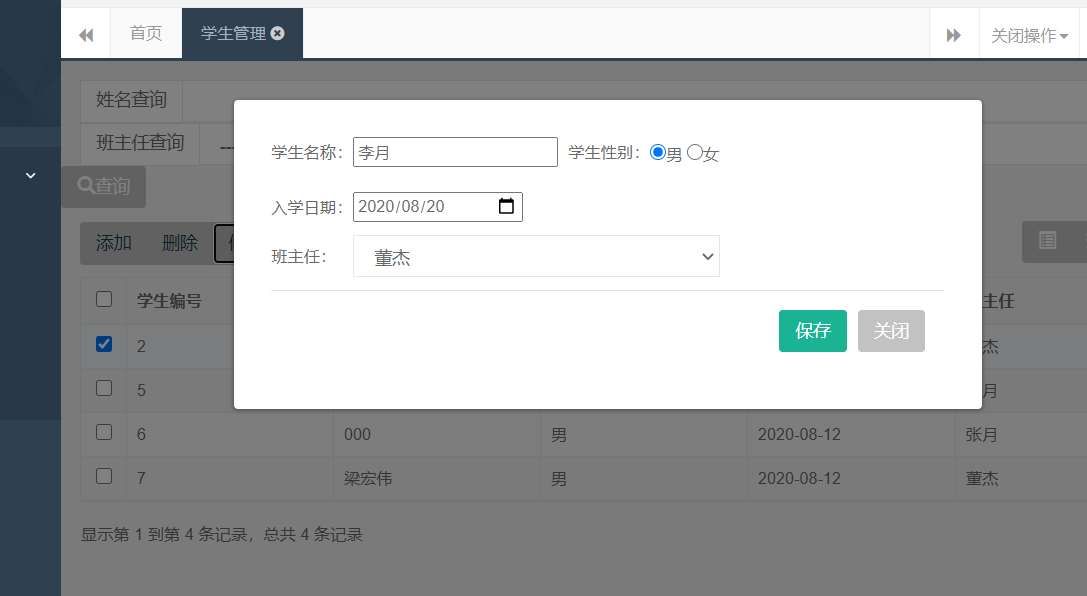 首页 学生管理 关闭操作
姓名查询
班主任查询 ---
查询
添加 删除
学生名称： 李月 学生性别： 男 女
入学日期： 2020/08/20
班主任： 董杰
保存 关闭
学生编号 主任
2 杰
5 月
6 000 男 2020-08-12 张月
7 梁宏伟 男 2020-08-12 董杰
显示第 1 到第 4 条记录，总共 4 条记录